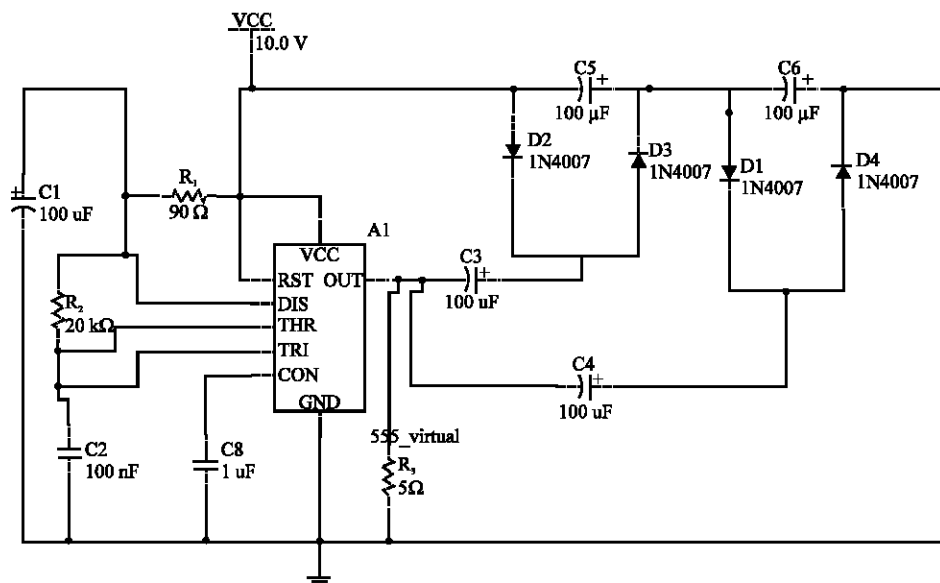 VCC
10.0 V
C5
+
100 µF
C6
+
100 µF
D2
1N4007
D3
1N4007
D1
1N4007
D4
1N4007
+
C1
100 uF
R₁
90 Ω
A1
VCC
RST OUT
DIS
THR
TRI
CON
GND
C3
+
100 uF
R₂
20 kΩ
C4
+
100 uF
555_virtual
C2
100 nF
C8
1 uF
5Ω